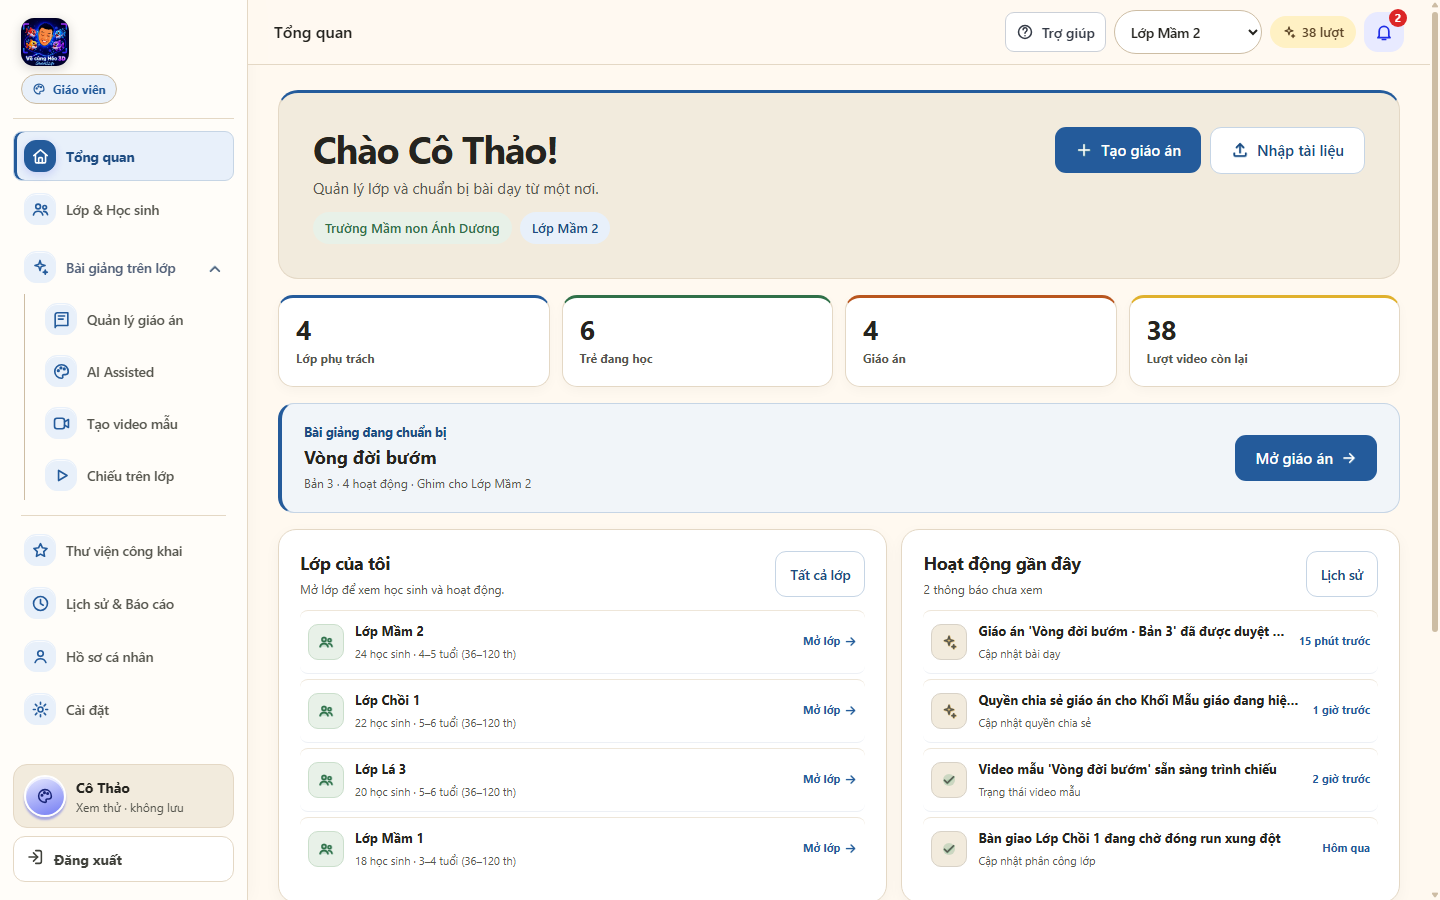 Vô cùng Hóc 3D
Giáo viên
Tổng quan
Lớp & Học sinh
Bài giảng trên lớp
Quản lý giáo án
AI Assisted
Tạo video mẫu
Chiếu trên lớp
Thư viện công khai
Lịch sử & Báo cáo
Hồ sơ cá nhân
Cài đặt
Cô Thảo
Xem thử · không lưu
Đăng xuất
Tổng quan
Trợ giúp
Lớp Mầm 2
38 lượt
2
Chào Cô Thảo!
Quản lý lớp và chuẩn bị bài dạy từ một nơi.
Trường Mầm non Ánh Dương
Lớp Mầm 2
Tạo giáo án
Nhập tài liệu
4
Lớp phụ trách
6
Trẻ đang học
4
Giáo án
38
Lượt video còn lại
Bài giảng đang chuẩn bị
Vòng đời bướm
Bản 3 · 4 hoạt động · Ghim cho Lớp Mầm 2
Mở giáo án →
Lớp của tôi
Mở lớp để xem học sinh và hoạt động.
Tất cả lớp
Lớp Mầm 2
24 học sinh · 4–5 tuổi (36–120 th)
Mở lớp →
Lớp Chồi 1
22 học sinh · 5–6 tuổi (36–120 th)
Mở lớp →
Lớp Lá 3
20 học sinh · 5–6 tuổi (36–120 th)
Mở lớp →
Lớp Mầm 1
18 học sinh · 3–4 tuổi (36–120 th)
Mở lớp →
Hoạt động gần đây
2 thông báo chưa xem
Lịch sử
Giáo án 'Vòng đời bướm · Bản 3' đã được duyệt ...
Cập nhật bài dạy
15 phút trước
Quyền chia sẻ giáo án cho Khối Mẫu giáo đang hiệ...
Cập nhật quyền chia sẻ
1 giờ trước
Video mẫu 'Vòng đời bướm' sẵn sàng trình chiếu
Trạng thái video mẫu
2 giờ trước
Bàn giao Lớp Chồi 1 đang chờ đóng run xung đột
Cập nhật phân công lớp
Hôm qua